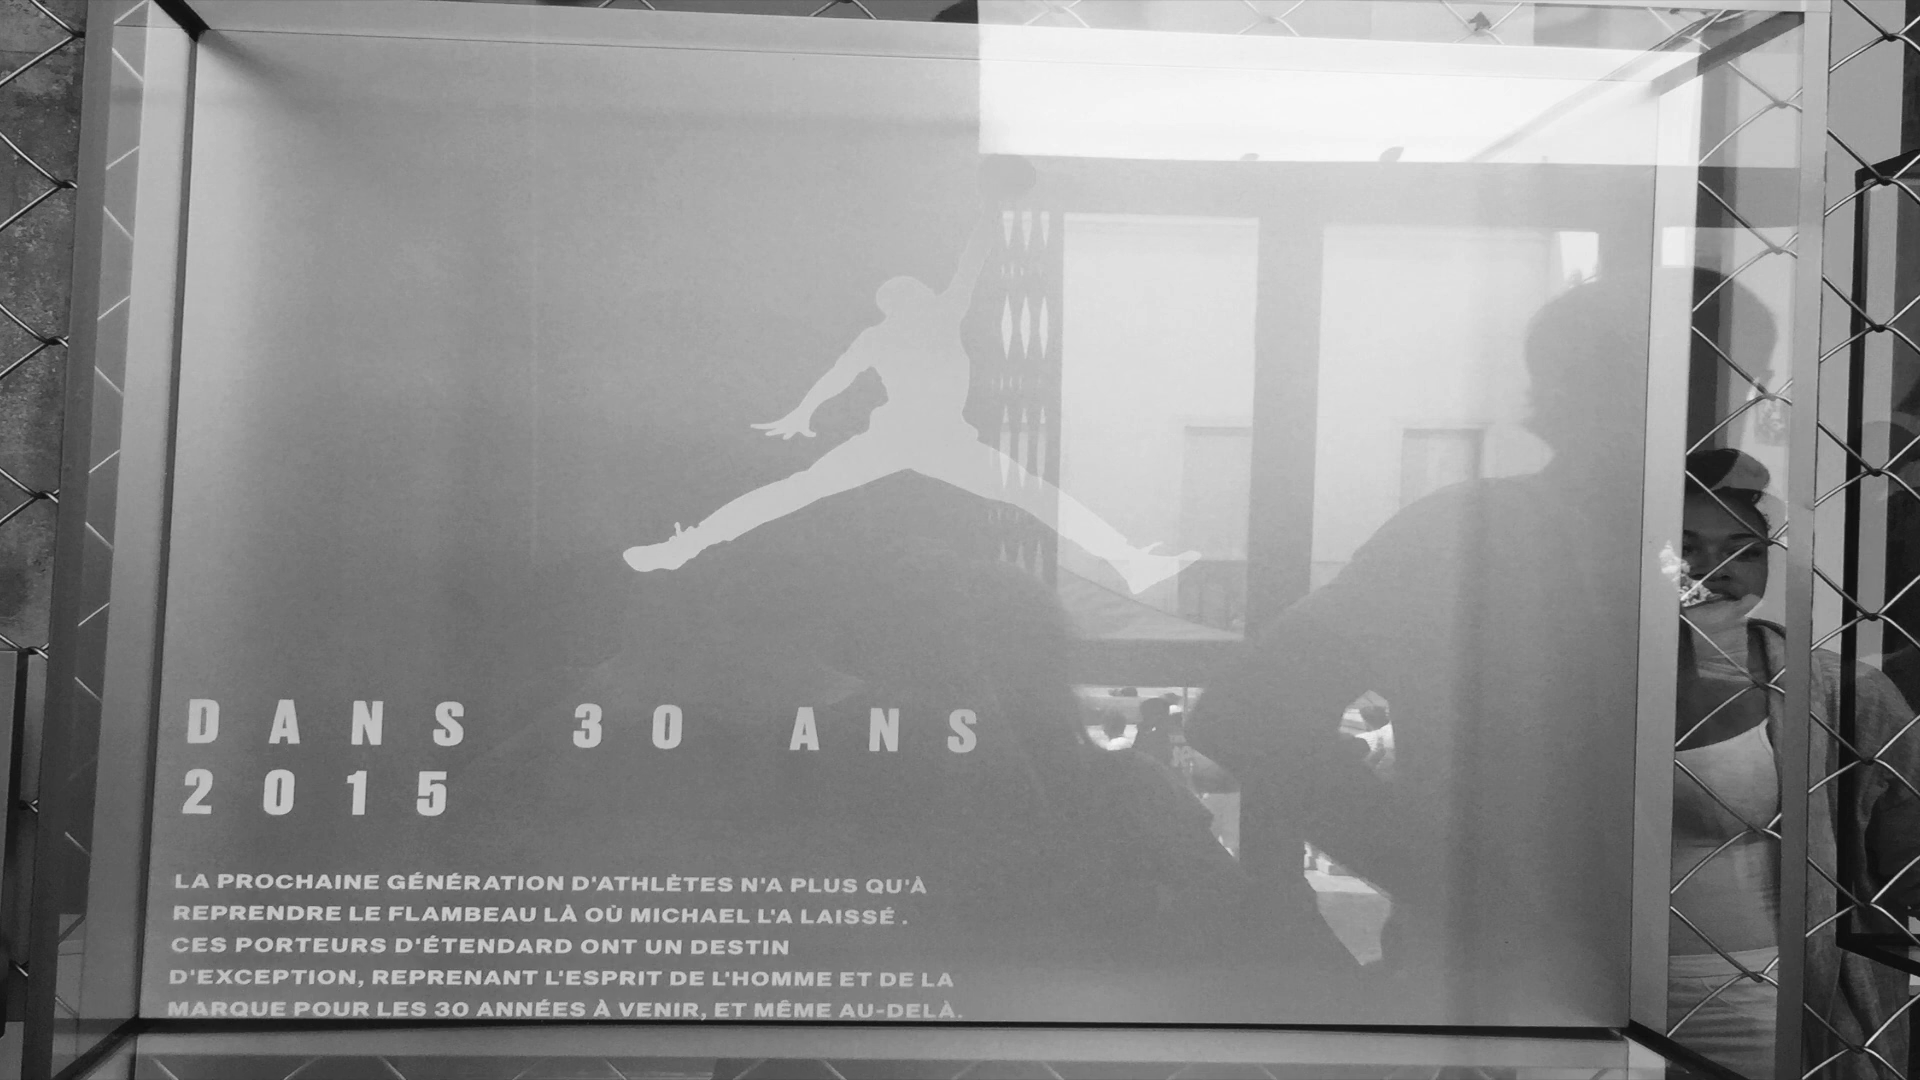 DANS 30 ANS
2015
LA PROCHAINE GÉNÉRATION D'ATHLÈTES N'A PLUS QU'À
REPRENDRE LE FLAMBEAU LÀ OÙ MICHAEL L'A LAISSÉ .
CES PORTEURS D'ÉTENDARD ONT UN DESTIN
D'EXCEPTION, REPRENANT L'ESPRIT DE L'HOMME ET DE LA
MARQUE POUR LES 30 ANNÉES À VENIR, ET MÊME AU-DELÀ.